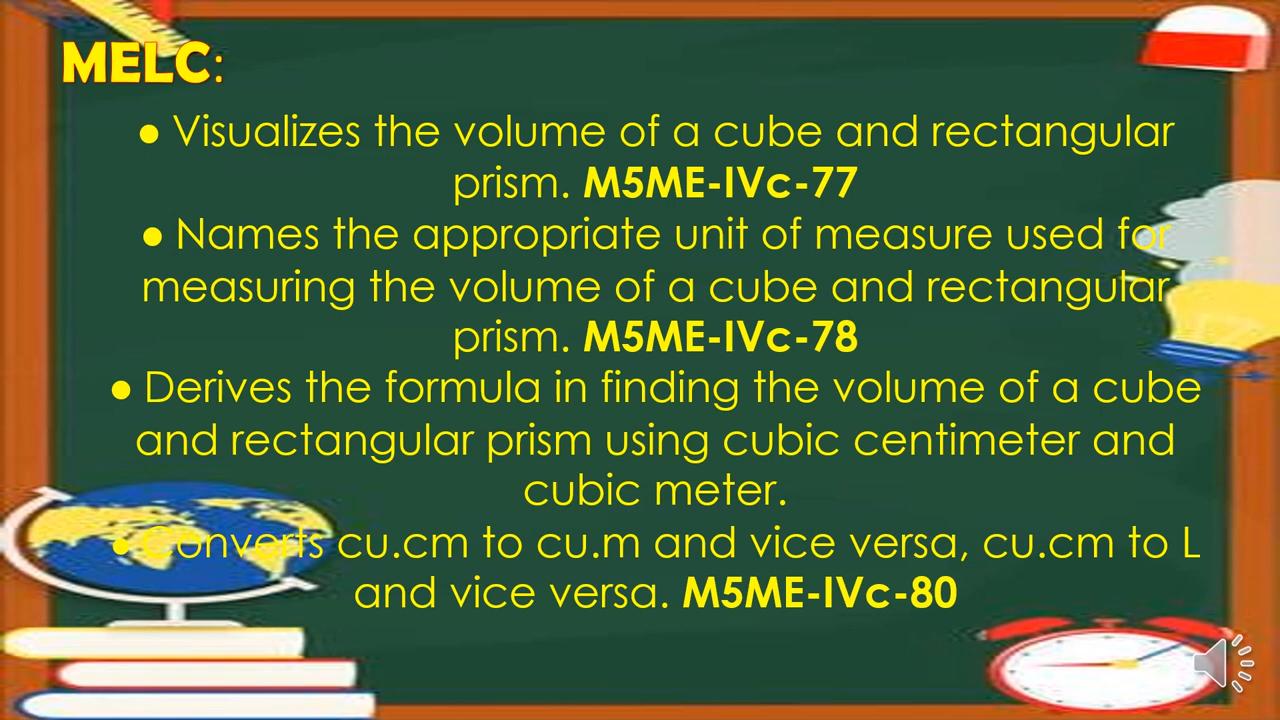 MELC:
● Visualizes the volume of a cube and rectangular
prism. M5ME-IVc-77
● Names the appropriate unit of measure used for
measuring the volume of a cube and rectangular
prism. M5ME-IVc-78
● Derives the formula in finding the volume of a cube
and rectangular prism using cubic centimeter and
cubic meter.
● Converts cu.cm to cu.m and vice versa, cu.cm to L
and vice versa. M5ME-IVc-80